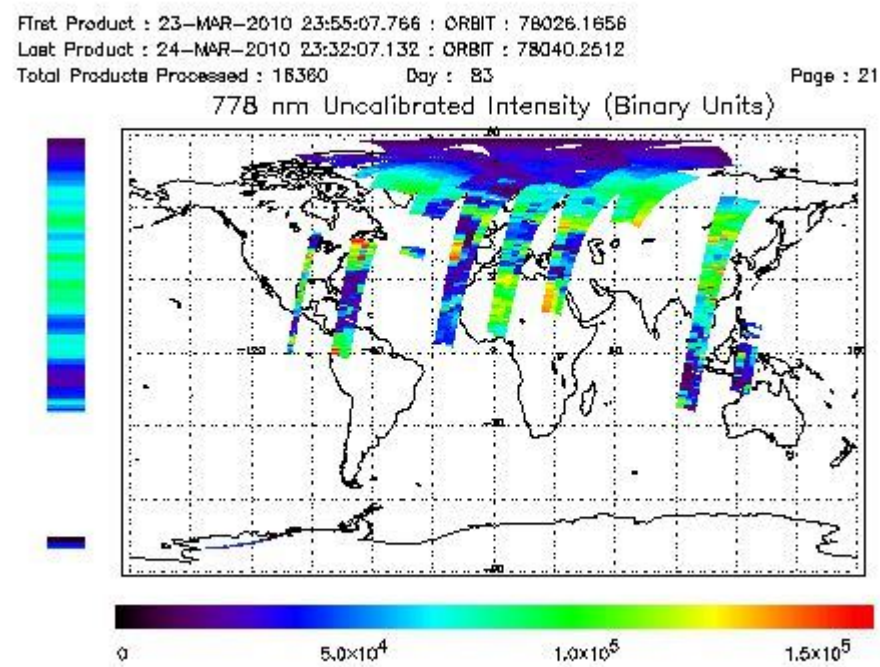 First Product : 23-MAR-2010 23:55:07.766 : ORBIT : 78026.1656
Last Product : 24-MAR-2010 23:32:07.132 : ORBIT : 78040.2512
Total Products Processed : 16360 Day : 83 Page : 21
778 nm Uncalibrated Intensity (Binary Units)
0 5.0×10⁴ 1.0×10⁵ 1.5×10⁵